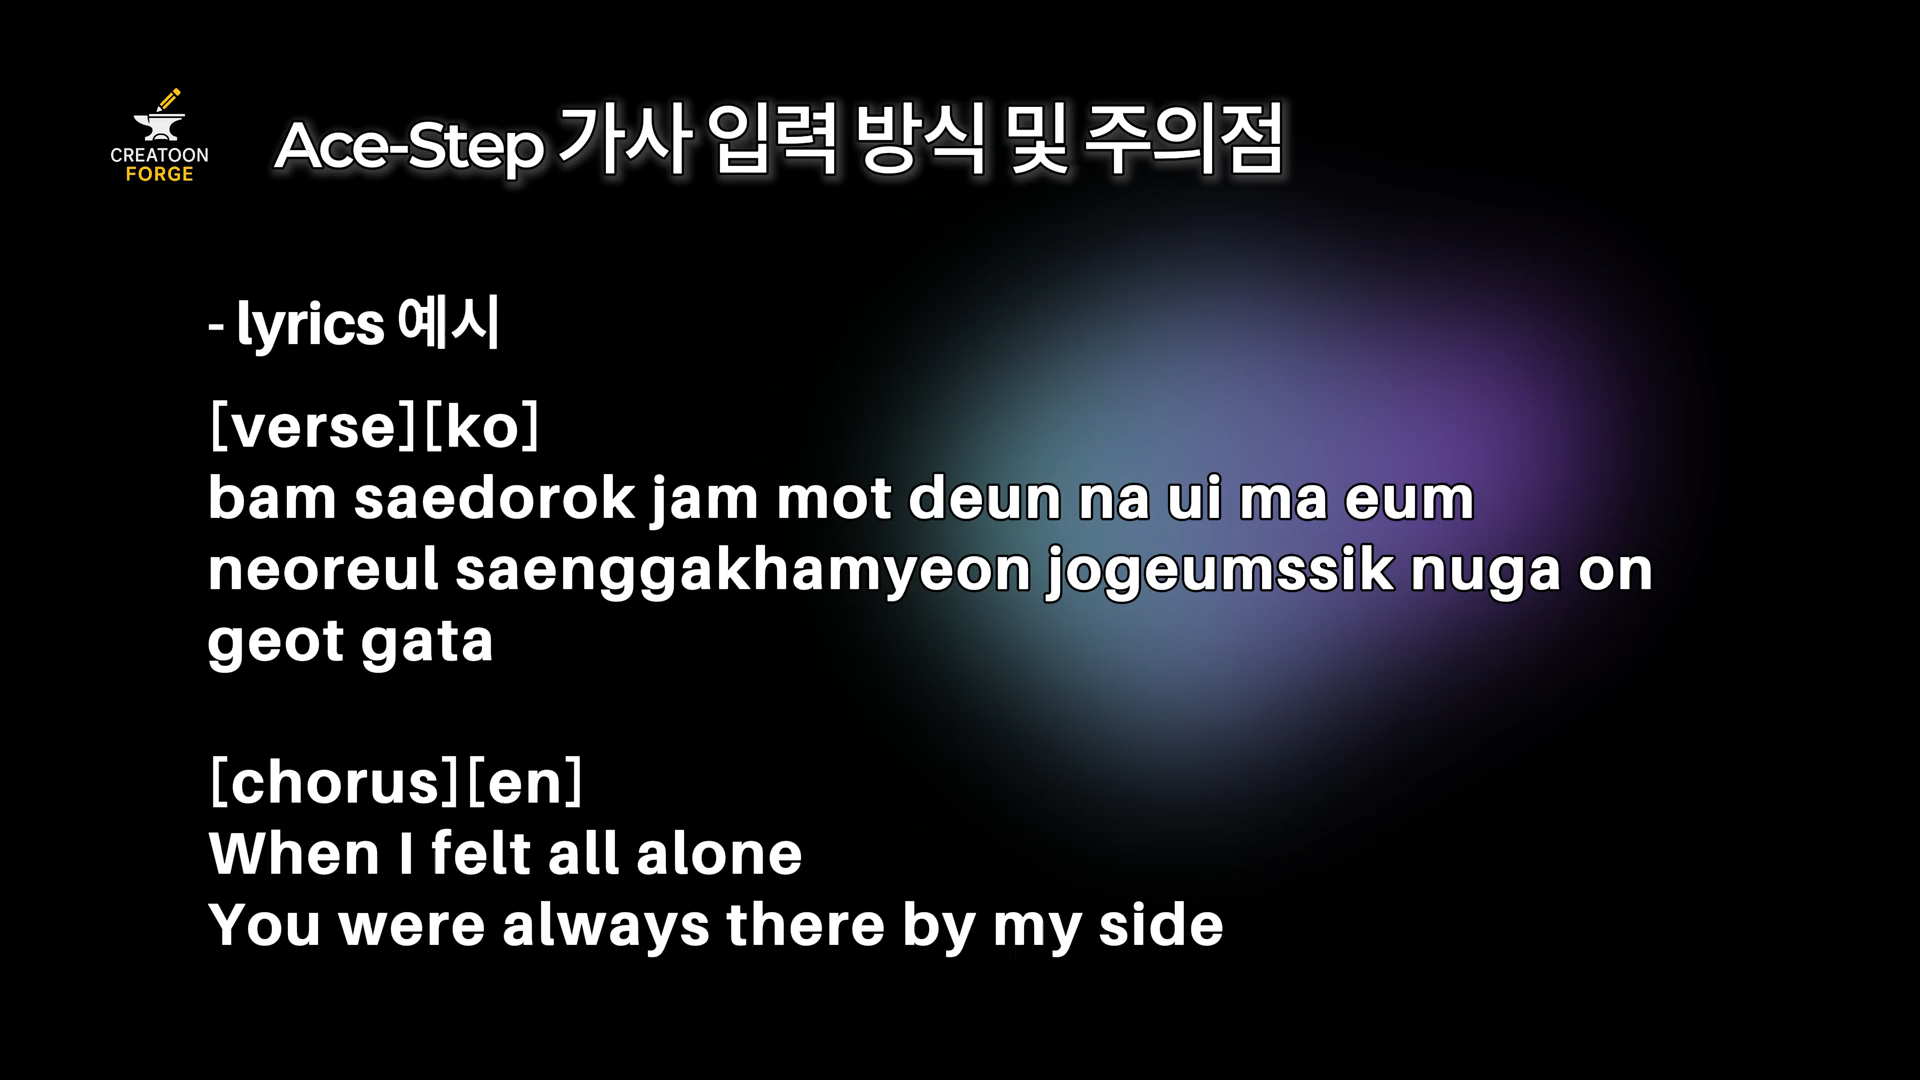 CREATOON
FORGE
Ace-Step 가사 입력 방식 및 주의점
- lyrics 예시
[verse][ko]
bam saedorok jam mot deun na ui ma eum
neoreul saenggakhamyeon jogeumssik nuga on
geot gata
[chorus][en]
When I felt all alone
You were always there by my side